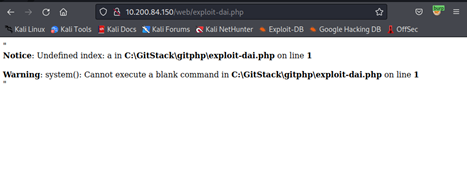 10.200.84.150/web/exploit-dai.php
Kali Linux Kali Tools Kali Docs Kali Forums Kali NetHunter Exploit-DB Google Hacking DB OffSec
"
Notice: Undefined index: a in C:\GitStack\gitphp\exploit-dai.php on line 1
Warning: system(): Cannot execute a blank command in C:\GitStack\gitphp\exploit-dai.php on line 1
"